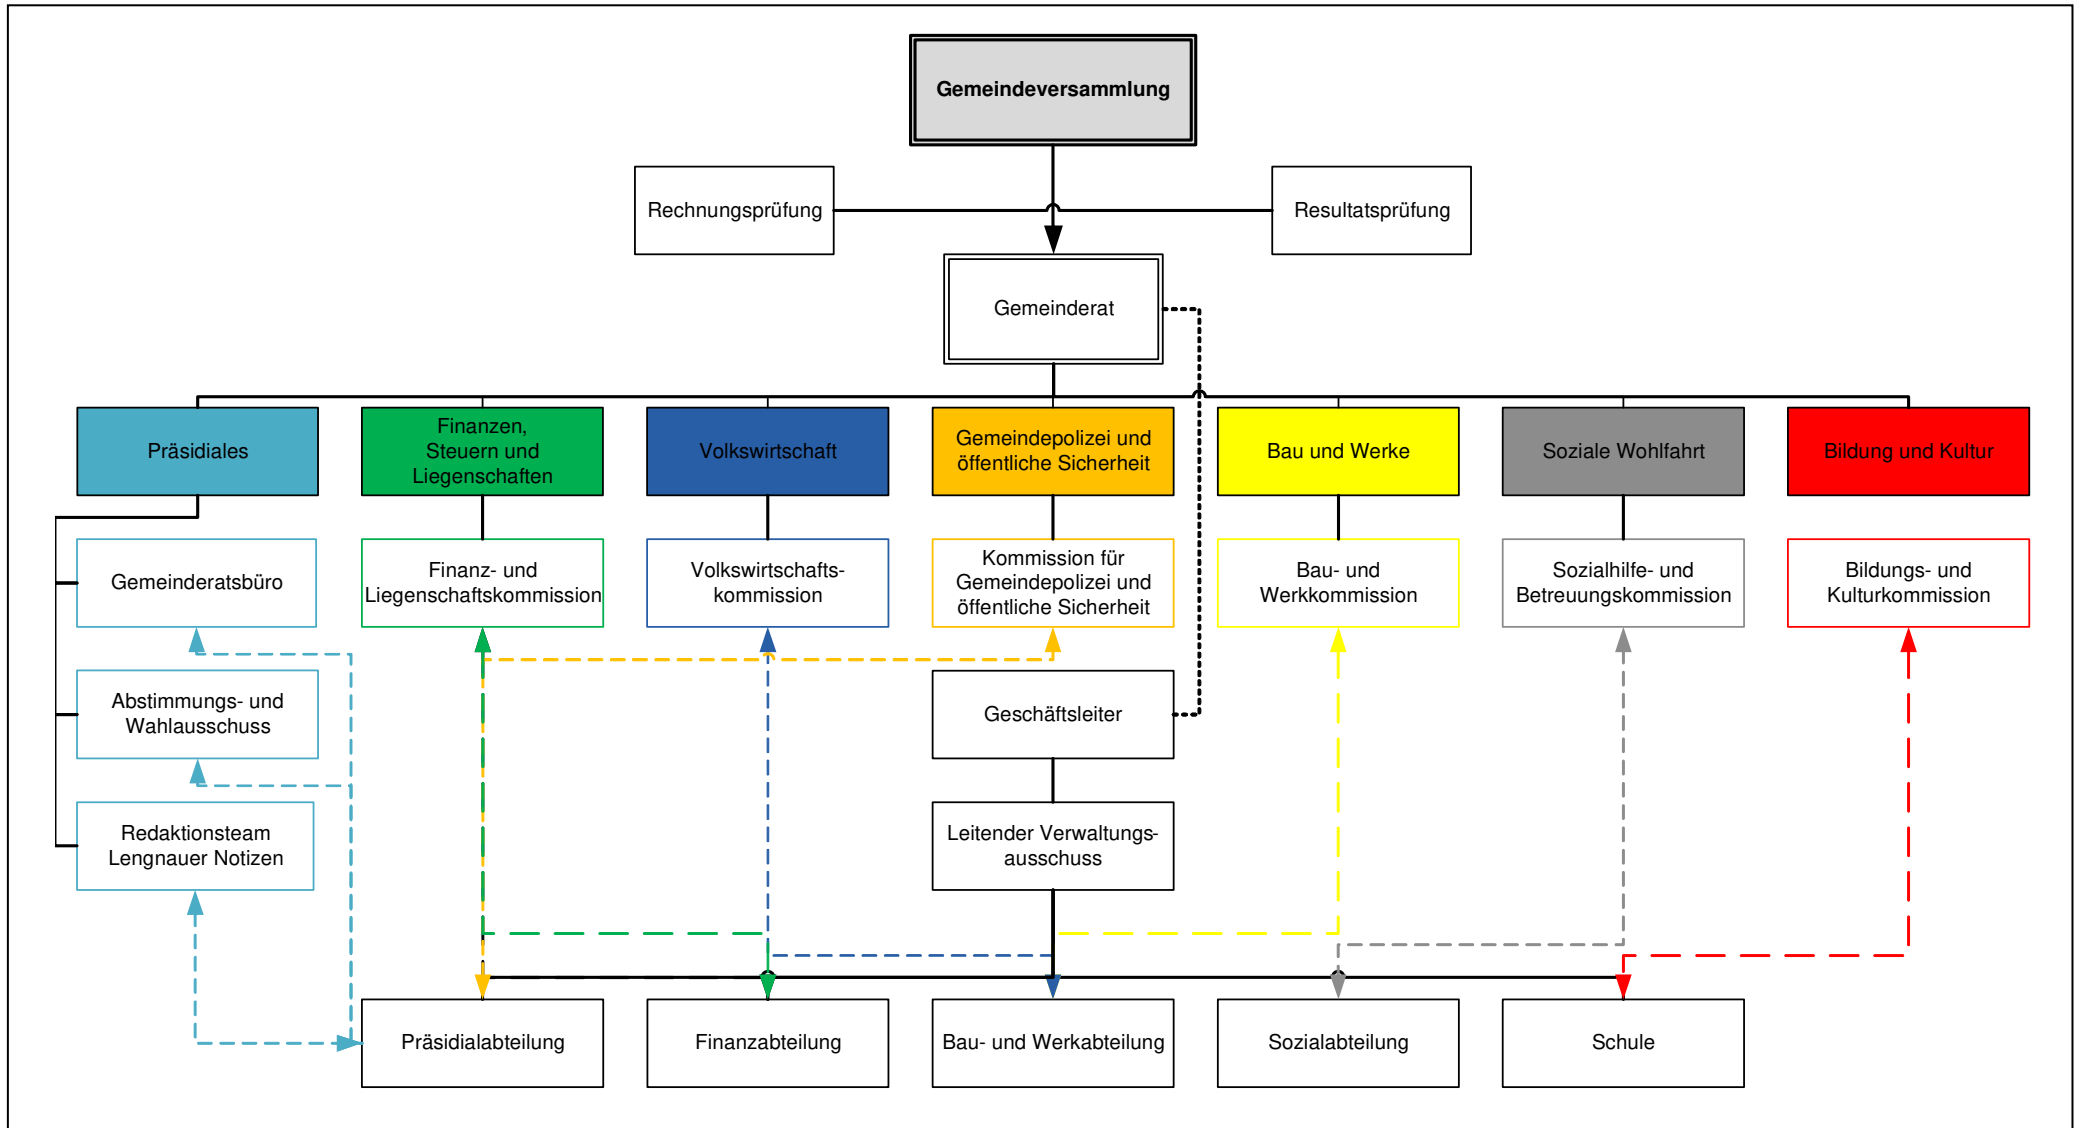 Gemeindeversammlung
Rechnungsprüfung
Resultatsprüfung
Gemeinderat
Präsidiales
Finanzen,
Steuern und
Liegenschaften
Volkswirtschaft
Gemeindepolizei und
öffentliche Sicherheit
Bau und Werke
Soziale Wohlfahrt
Bildung und Kultur
Gemeinderatsbüro
Finanz- und
Liegenschaftskommission
Volkswirtschafts-
kommission
Kommission für
Gemeindepolizei und
öffentliche Sicherheit
Bau- und
Werkkommission
Sozialhilfe- und
Betreuungskommission
Bildungs- und
Kulturkommission
Abstimmungs- und
Wahlausschuss
Geschäftsleiter
Redaktionsteam
Lengnauer Notizen
Leitender Verwaltungs-
ausschuss
Präsidialabteilung
Finanzabteilung
Bau- und Werkabteilung
Sozialabteilung
Schule